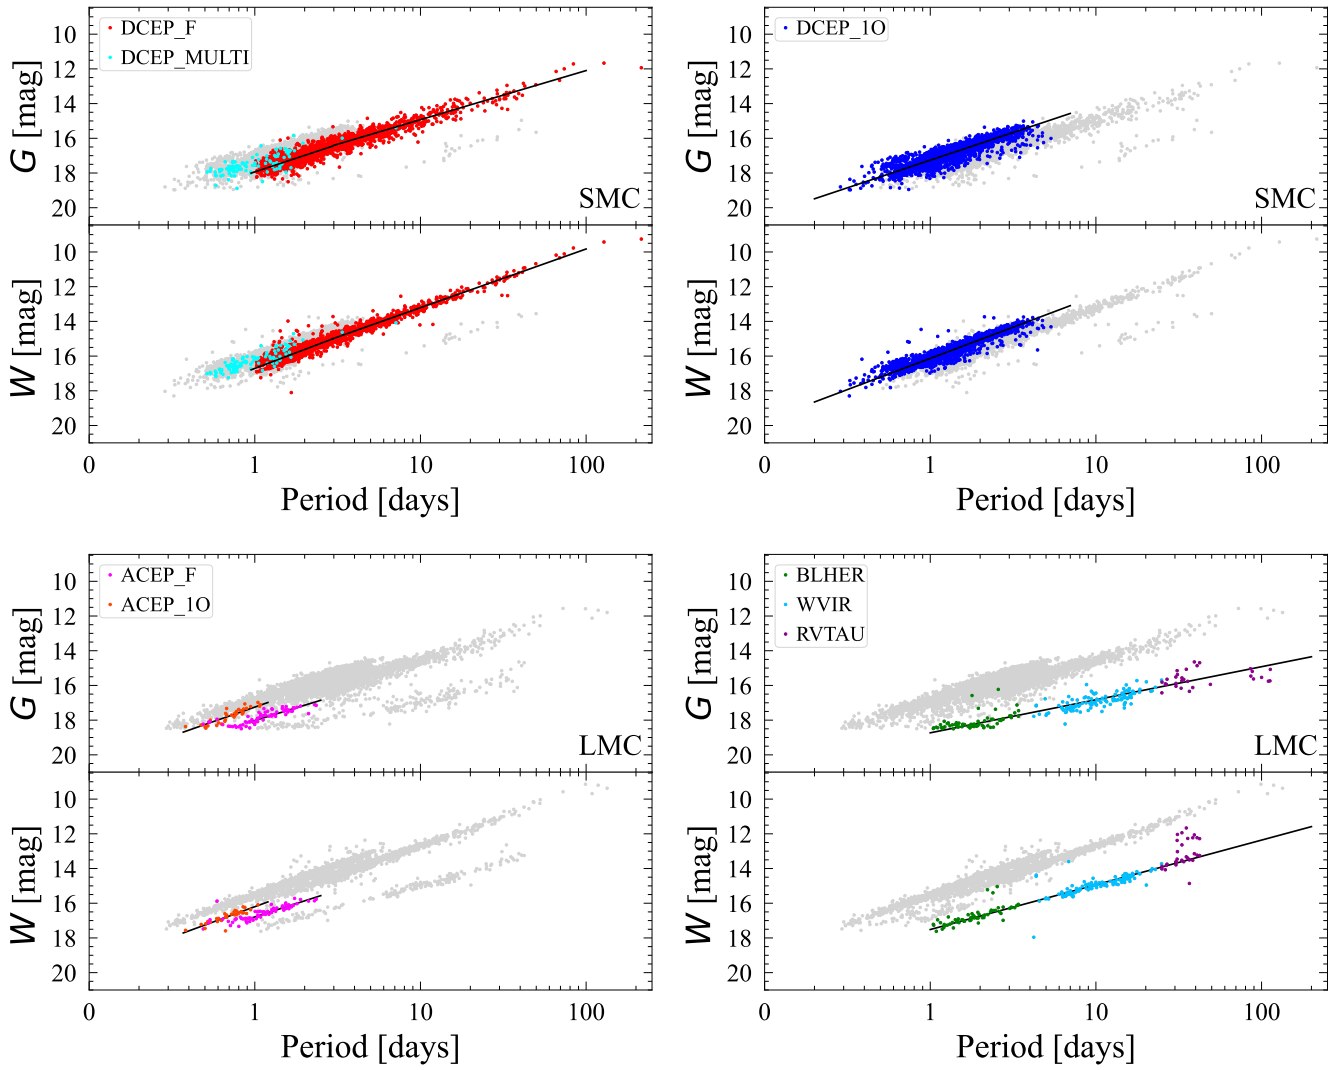 DCEP_F
DCEP_MULTI
10
12
14
16
18
20
G [mag]
SMC
10
12
14
16
18
20
W [mag]
0 1 10 100
Period [days]
DCEP_1O
10
12
14
16
18
20
G [mag]
SMC
10
12
14
16
18
20
W [mag]
0 1 10 100
Period [days]
ACEP_F
ACEP_1O
10
12
14
16
18
20
G [mag]
LMC
10
12
14
16
18
20
W [mag]
0 1 10 100
Period [days]
BLHER
WVIR
RVTAU
10
12
14
16
18
20
G [mag]
LMC
10
12
14
16
18
20
W [mag]
0 1 10 100
Period [days]